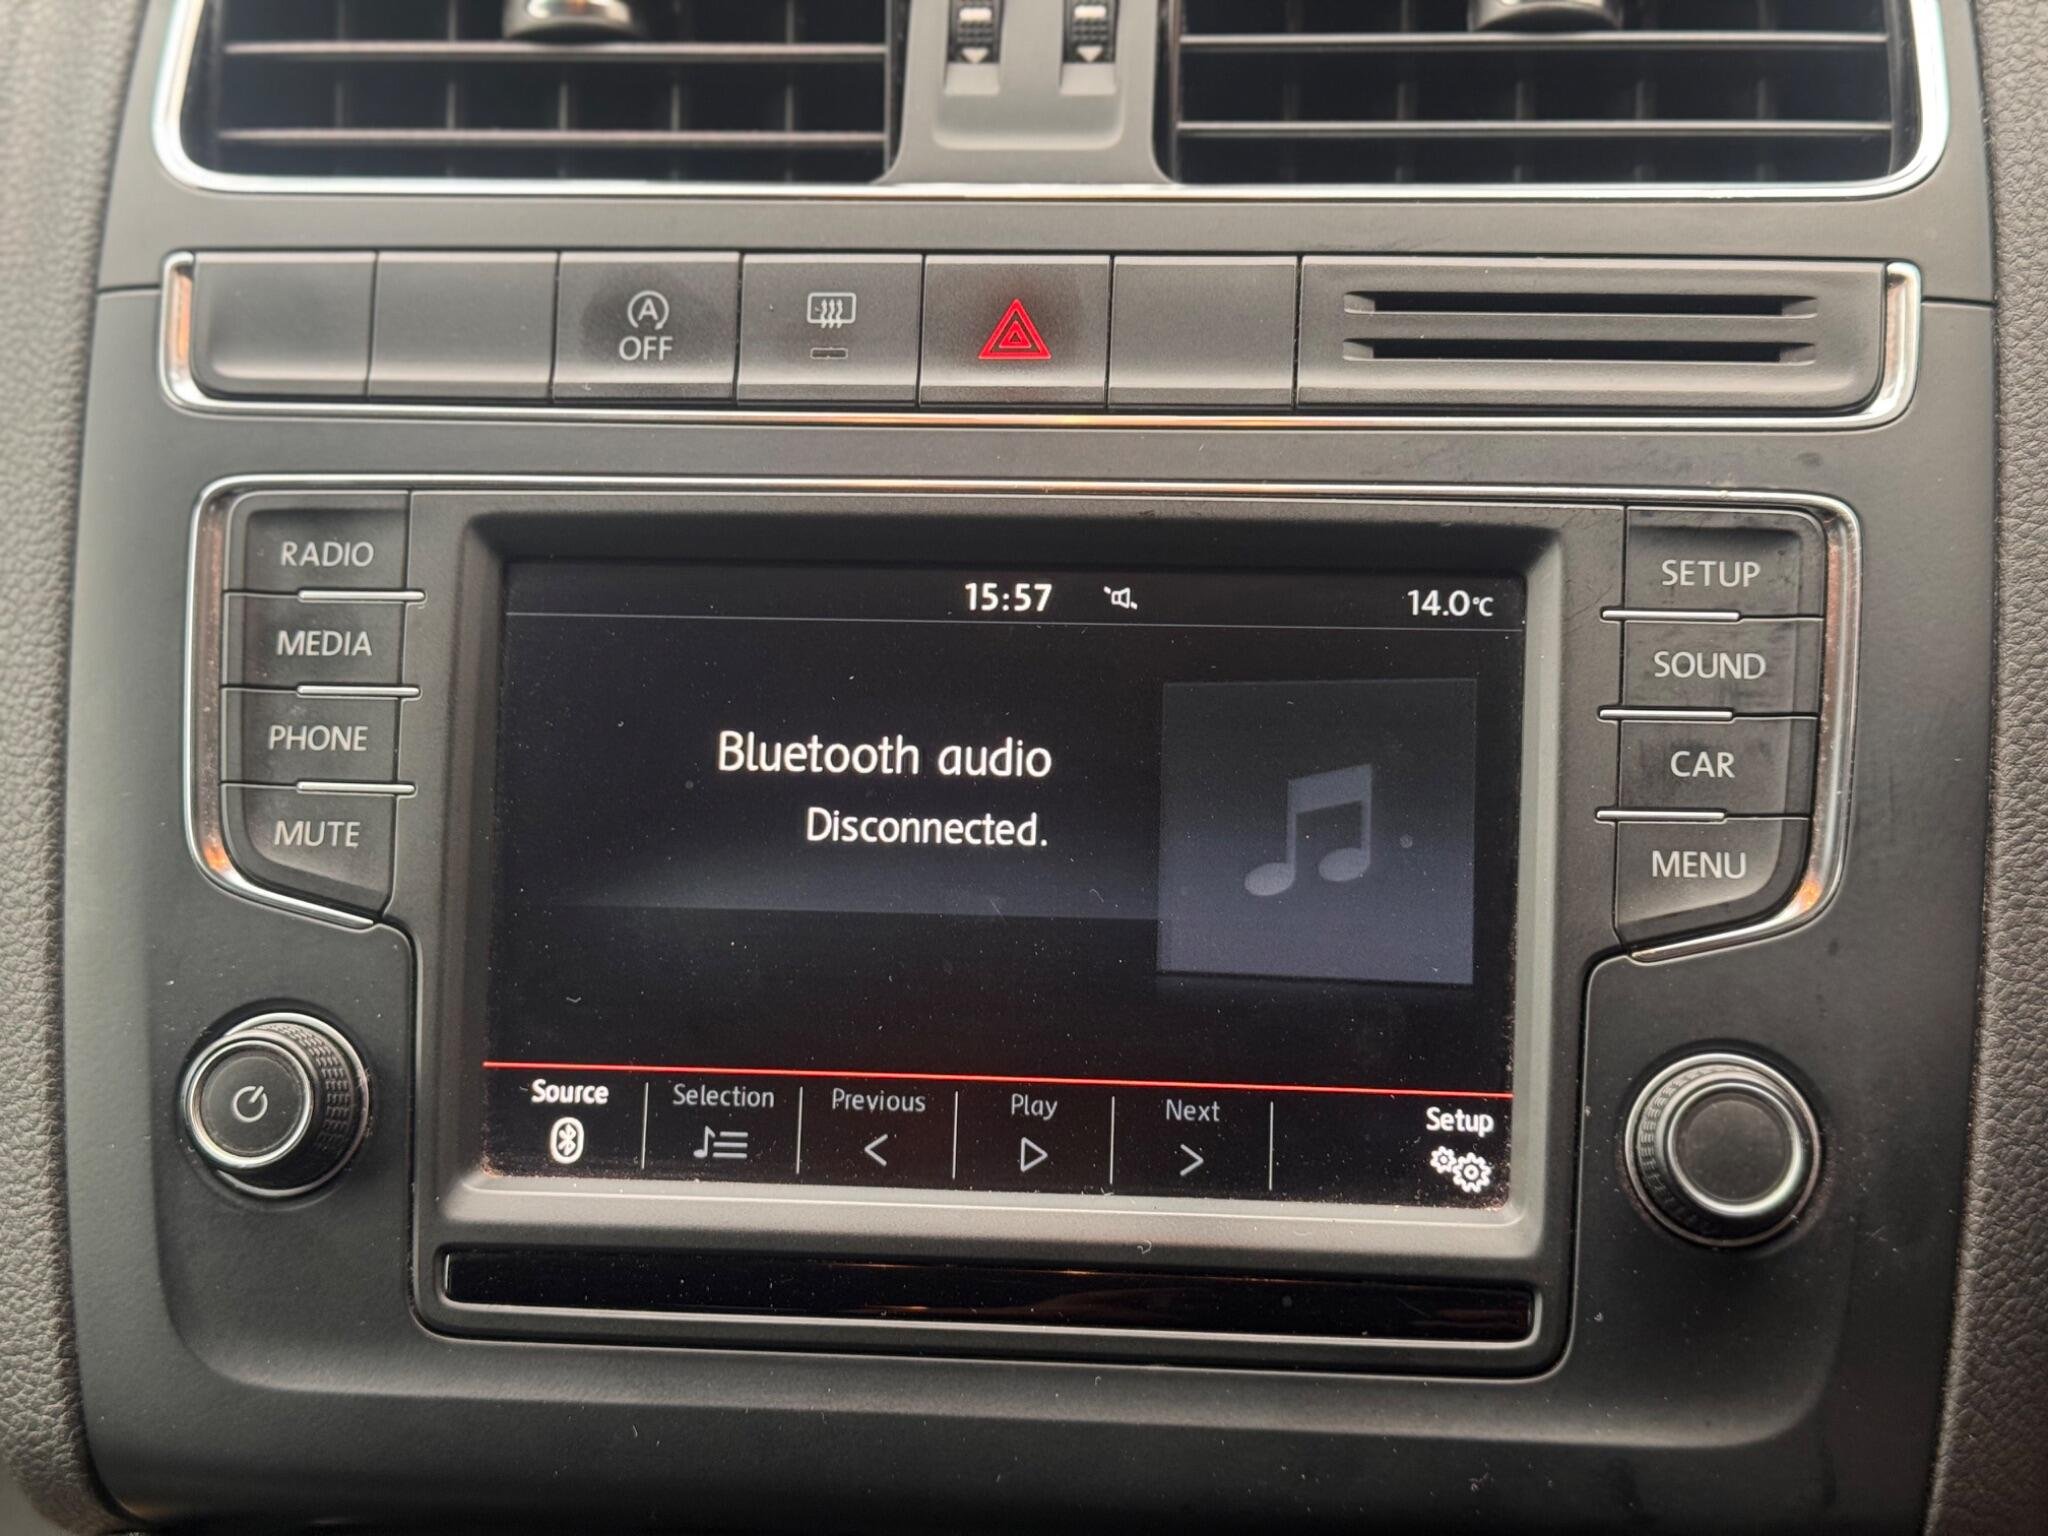 A
OFF
RADIO
MEDIA
PHONE
MUTE
15:57
14.0°C
Bluetooth audio
Disconnected.
Source
Selection
Previous
Play
Next
Setup
SETUP
SOUND
CAR
MENU